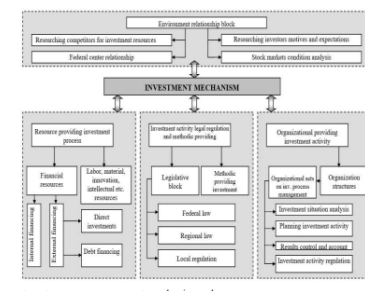 Environment relationship block
Researching competitors for investment resources
Researching investors motives and expectations
Federal center relationship
Stock markets condition analysis
INVESTMENT MECHANISM
Resource providing investment
process
Financial
resources
Labor, material,
innovation,
intellectual etc.
resources
Internal financing
External financing
Direct
investments
Debt financing
Investment activity legal regulation
and methodic providing
Legislative
block
Methodic
providing
investment
Federal law
Regional law
Local regulation
Organizational providing
investment activity
Organizational sets
on inv. process
management
Organization
structures
Investment situation analysis
Planning investment activity
Results control and account
Investment activity regulation